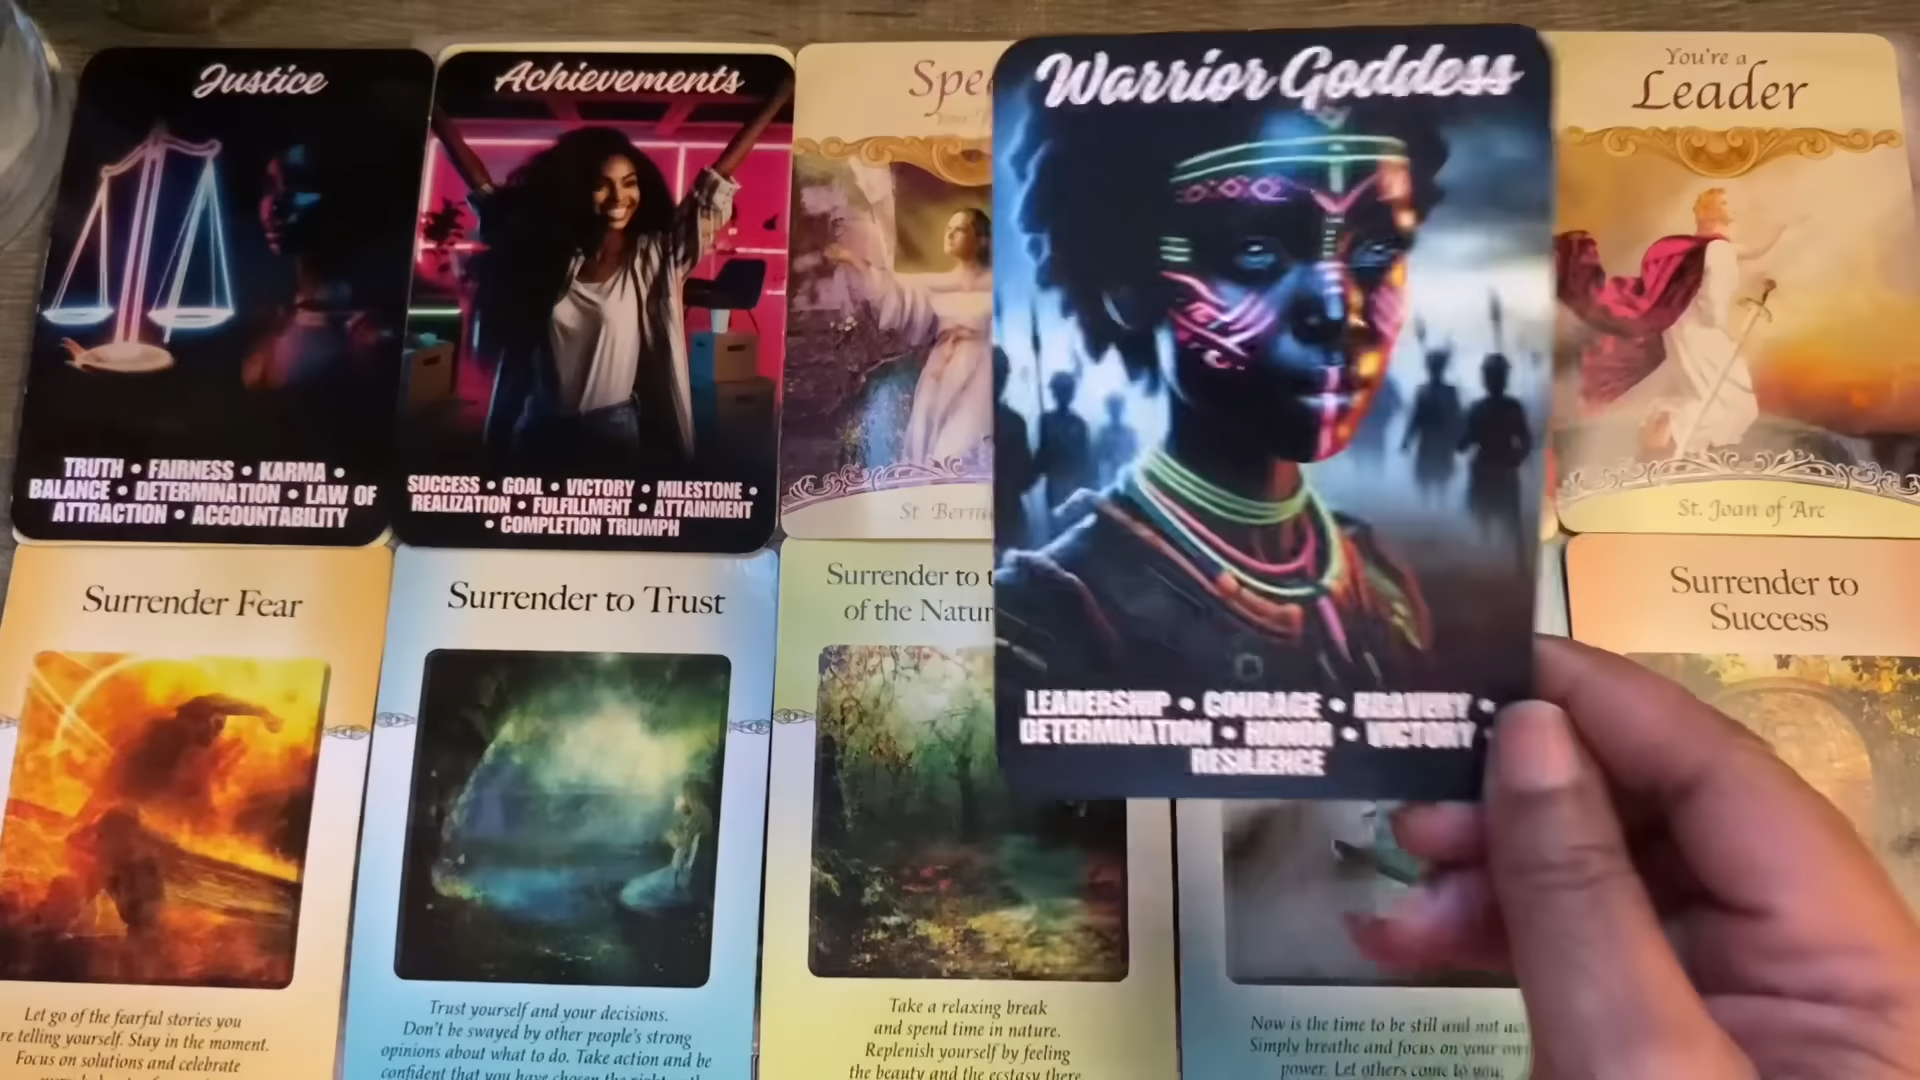 Justice
TRUTH • FAIRNESS • KARMA •
BALANCE • DETERMINATION • LAW OF
ATTRACTION • ACCOUNTABILITY
Achievements
SUCCESS • GOAL • VICTORY • MILESTONE •
REALIZATION • FULFILLMENT • ATTAINMENT
• COMPLETION TRIUMPH
Warrior Goddess
LEADERSHIP • COURAGE • BRAVERY •
DETERMINATION • HONOR • VICTORY •
RESILIENCE
You're a
Leader
St. Joan of Arc
Surrender Fear
Let go of the fearful stories you
re telling yourself. Stay in the moment.
Focus on solutions and celebrate
Surrender to Trust
Trust yourself and your decisions.
Don't be swayed by other people's strong
opinions about what to do. Take action and be
confident that you have chosen the right
Surrender to
of the Natur
Take a relaxing break
and spend time in nature.
Replenish yourself by feeling
the beauty and the ecstasy there
Now is the time to be still and not
Simply breathe and focus on your
power. Let others come to you;
Surrender to
Success